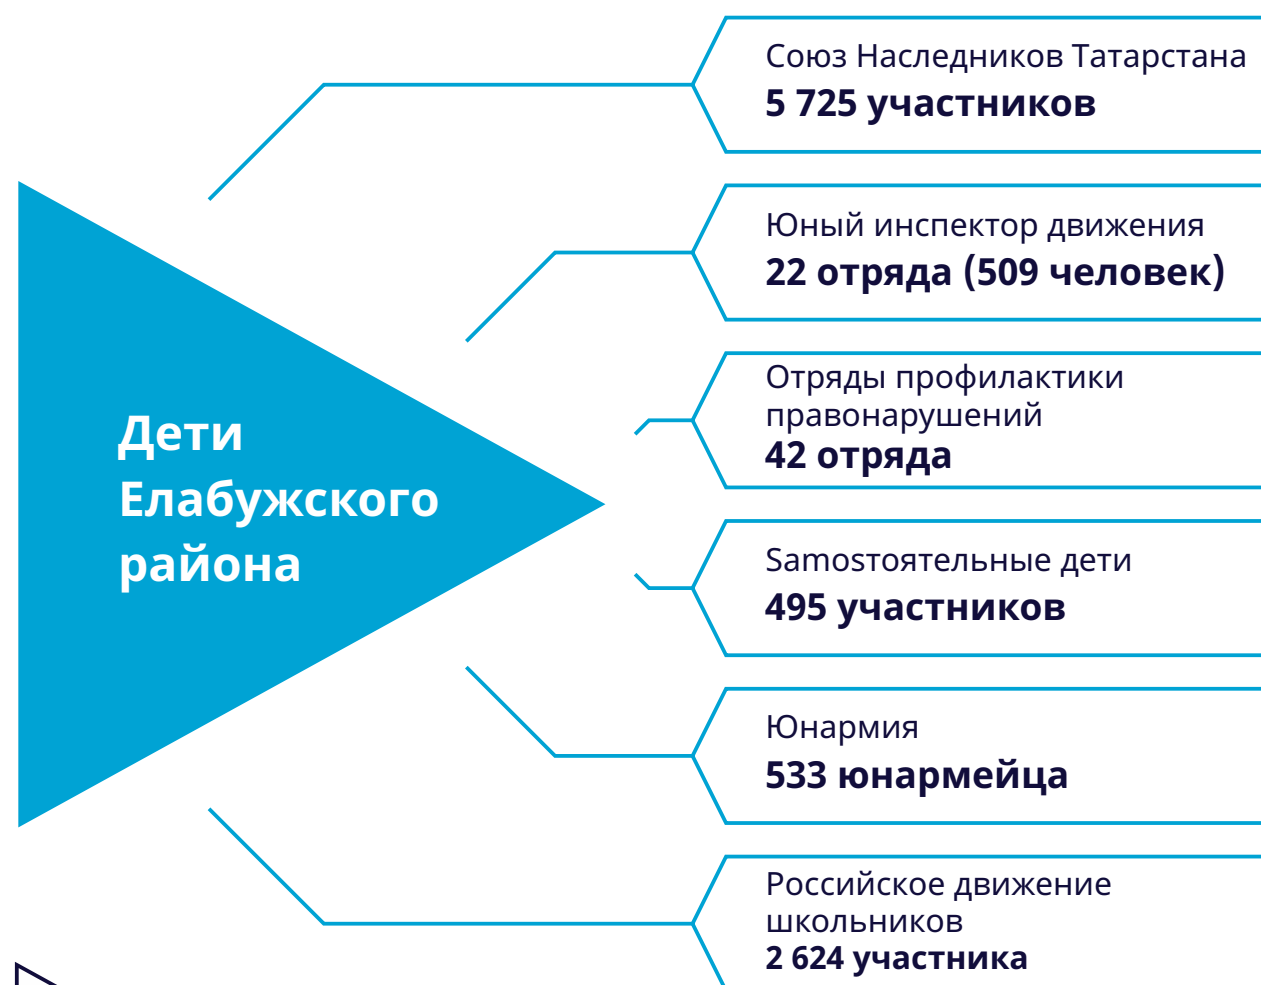 Союз Наследников Татарстана
5 725 участников
Юный инспектор движения
22 отряда (509 человек)
Отряды профилактики
правонарушений
42 отряда
Дети
Елабужского
района
Samosтоятельные дети
495 участников
Юнармия
533 юнармейца
Российское движение
школьников
2 624 участника